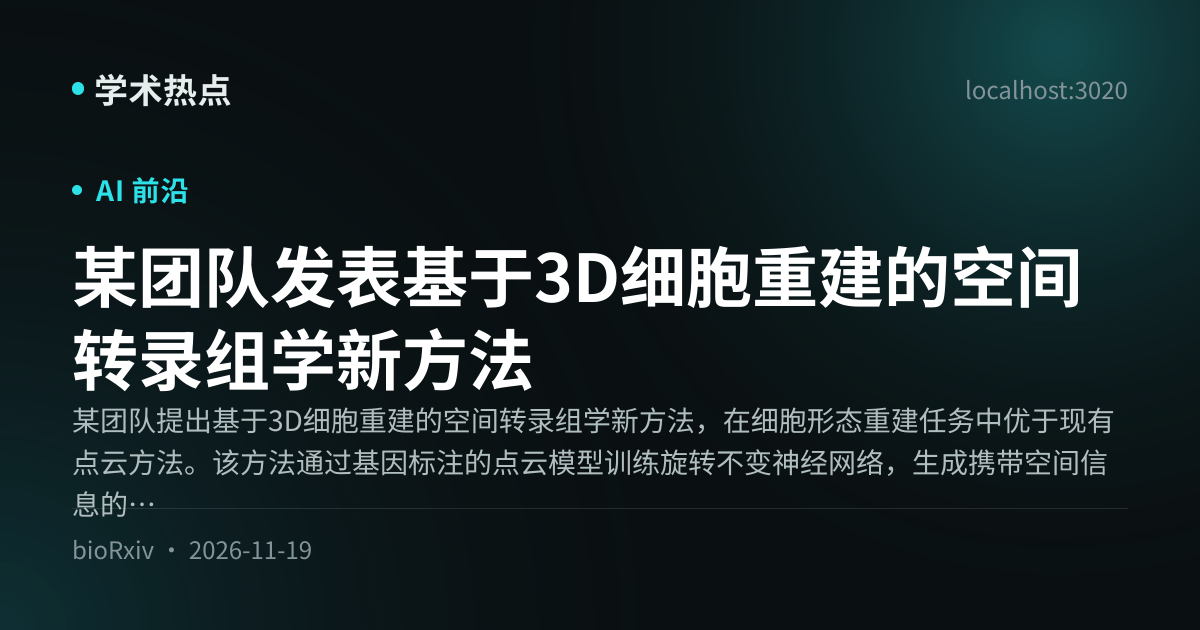 学术热点
localhost:3020
AI 前沿
某团队发表基于3D细胞重建的空间
转录组学新方法
某团队提出基于3D细胞重建的空间转录组学新方法，在细胞形态重建任务中优于现有
点云方法。该方法通过基因标注的点云模型训练旋转不变神经网络，生成携带空间信
息的…
bioRxiv • 2026-11-19